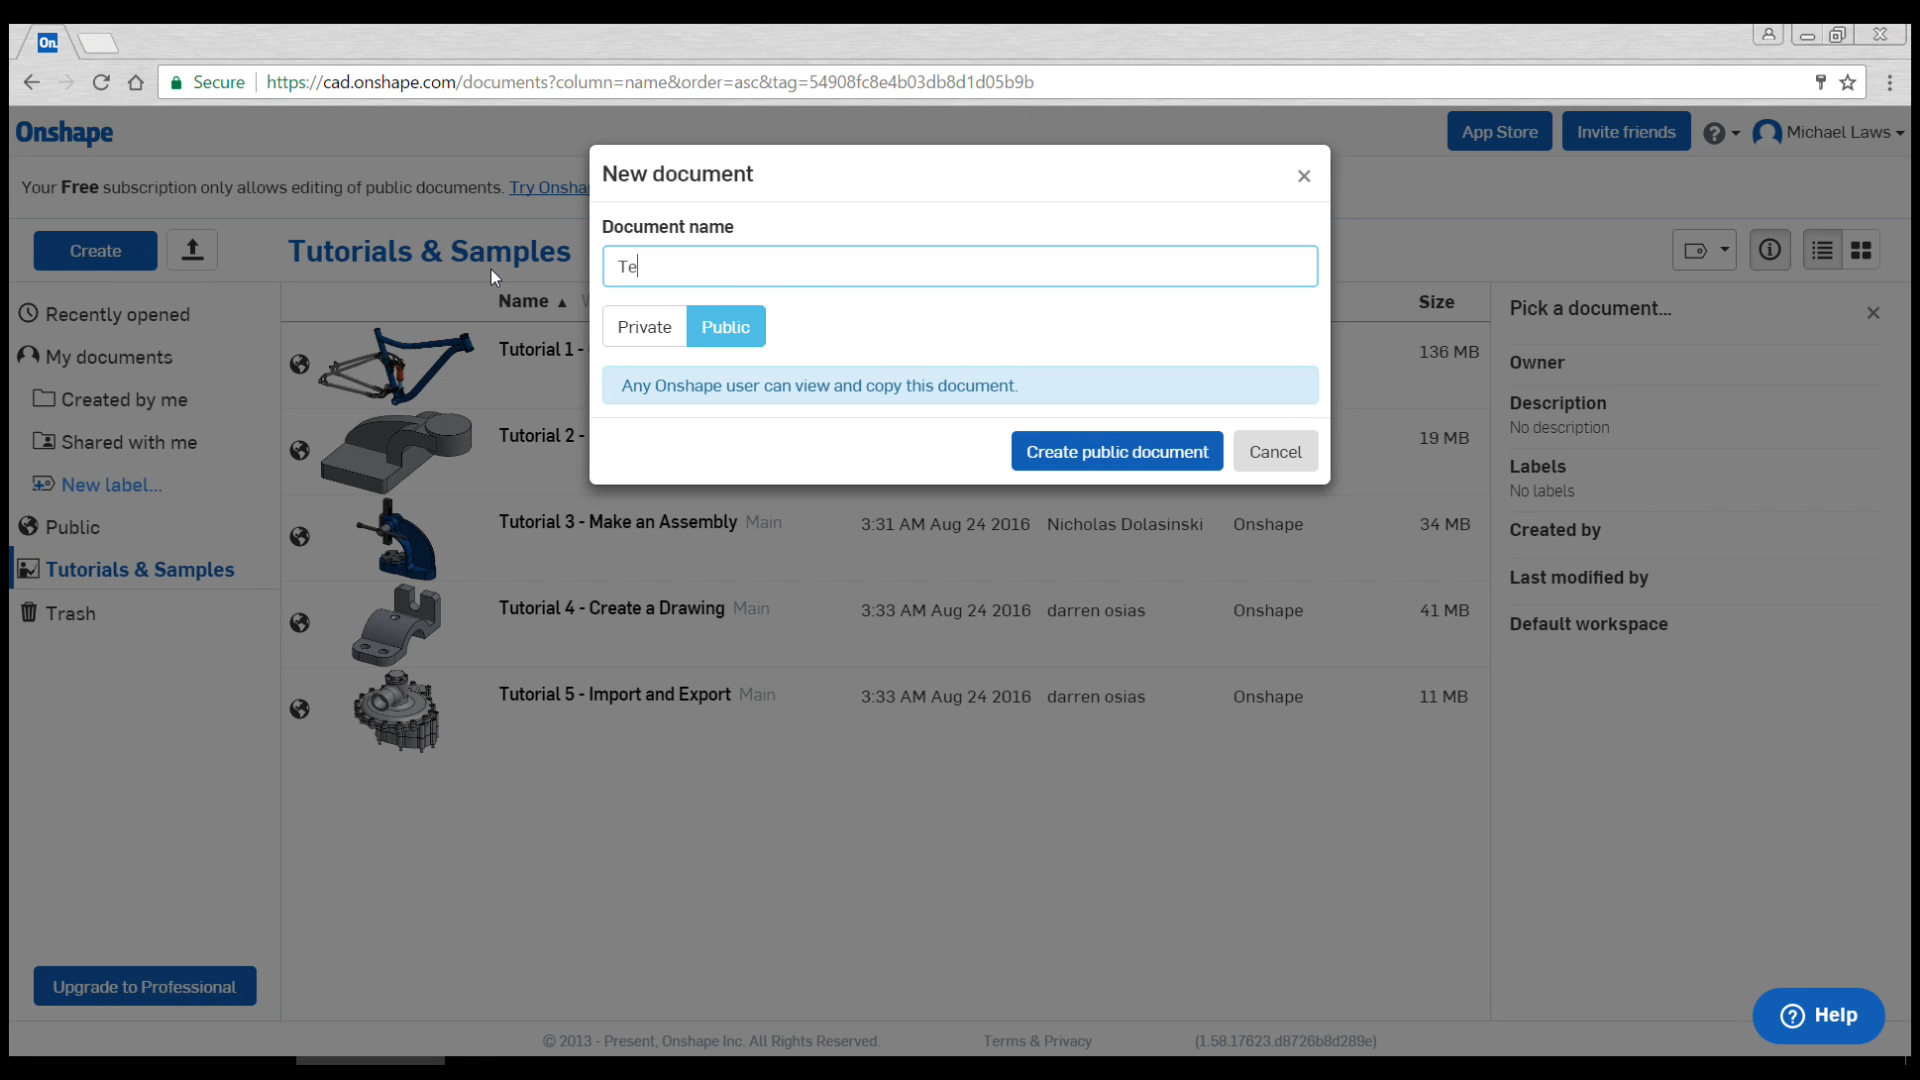 On
Secure
https://cad.onshape.com/documents?column=name&order=asc&tag=54908fc8e4b03db8d1d05b9b
Onshape
App Store
Invite friends
Michael Laws
Your Free subscription only allows editing of public documents. Try Onsha
New document
Document name
Te
Private
Public
Any Onshape user can view and copy this document.
Create public document
Cancel
Create
Tutorials & Samples
Recently opened
My documents
Created by me
Shared with me
New label...
Public
Tutorials & Samples
Trash
Upgrade to Professional
Name
Size
Tutorial 1 -
136 MB
Tutorial 2 -
19 MB
Tutorial 3 - Make an Assembly Main 3:31 AM Aug 24 2016 Nicholas Dolasinski Onshape 34 MB
Tutorial 4 - Create a Drawing Main 3:33 AM Aug 24 2016 darren osias Onshape 41 MB
Tutorial 5 - Import and Export Main 3:33 AM Aug 24 2016 darren osias Onshape 11 MB
Pick a document...
Owner
Description
No description
Labels
No labels
Created by
Last modified by
Default workspace
Help
© 2013 - Present, Onshape Inc. All Rights Reserved. Terms & Privacy (1.58.17623.d8726b8d289e)